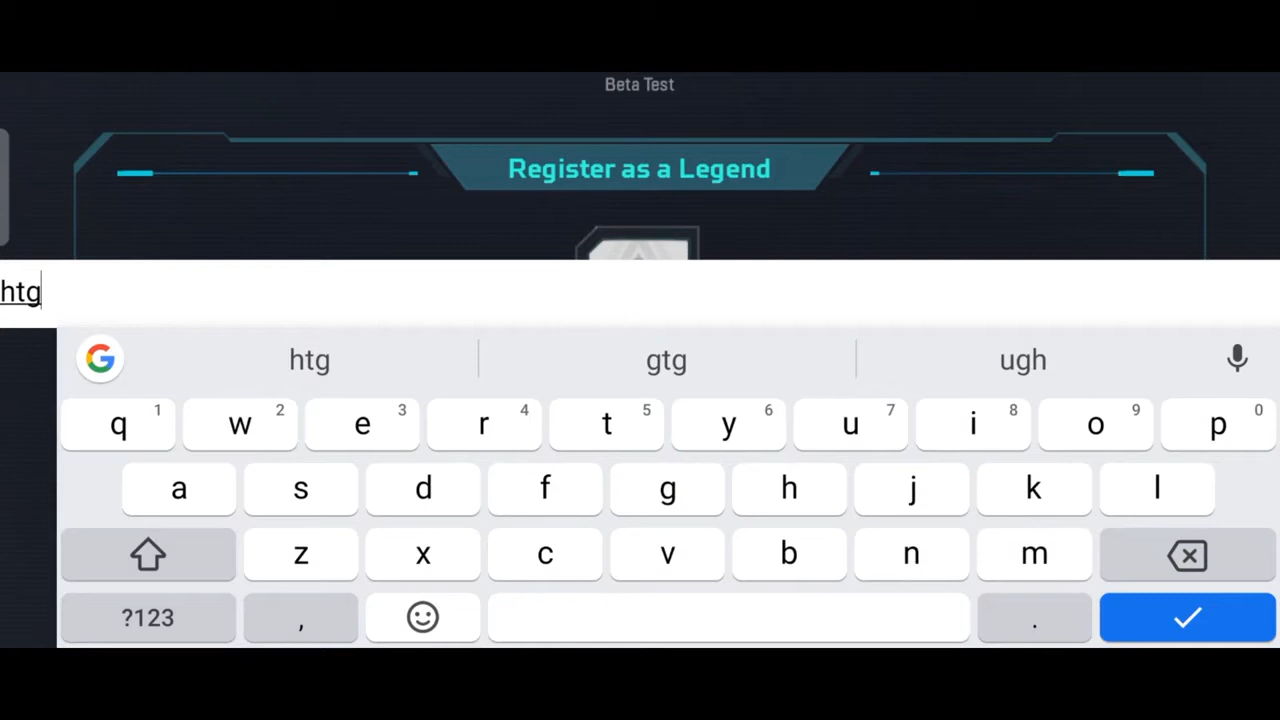 Beta Test
Register as a Legend
htg
htg gtg ugh
q 1 w 2 e 3 r 4 t 5 y 6 u 7 i 8 o 9 p 0
a s d f g h j k l
z x c v b n m
?123 , .